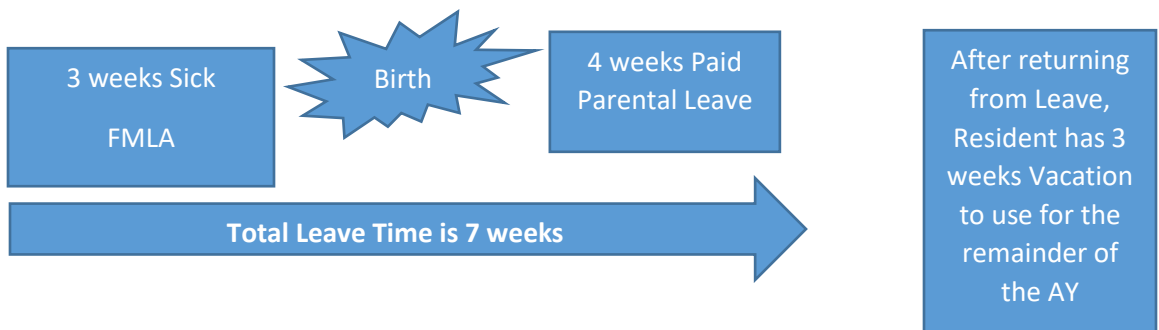 3 weeks Sick
FMLA
Birth
4 weeks Paid
Parental Leave
Total Leave Time is 7 weeks
After returning
from Leave,
Resident has 3
weeks Vacation
to use for the
remainder of
the AY